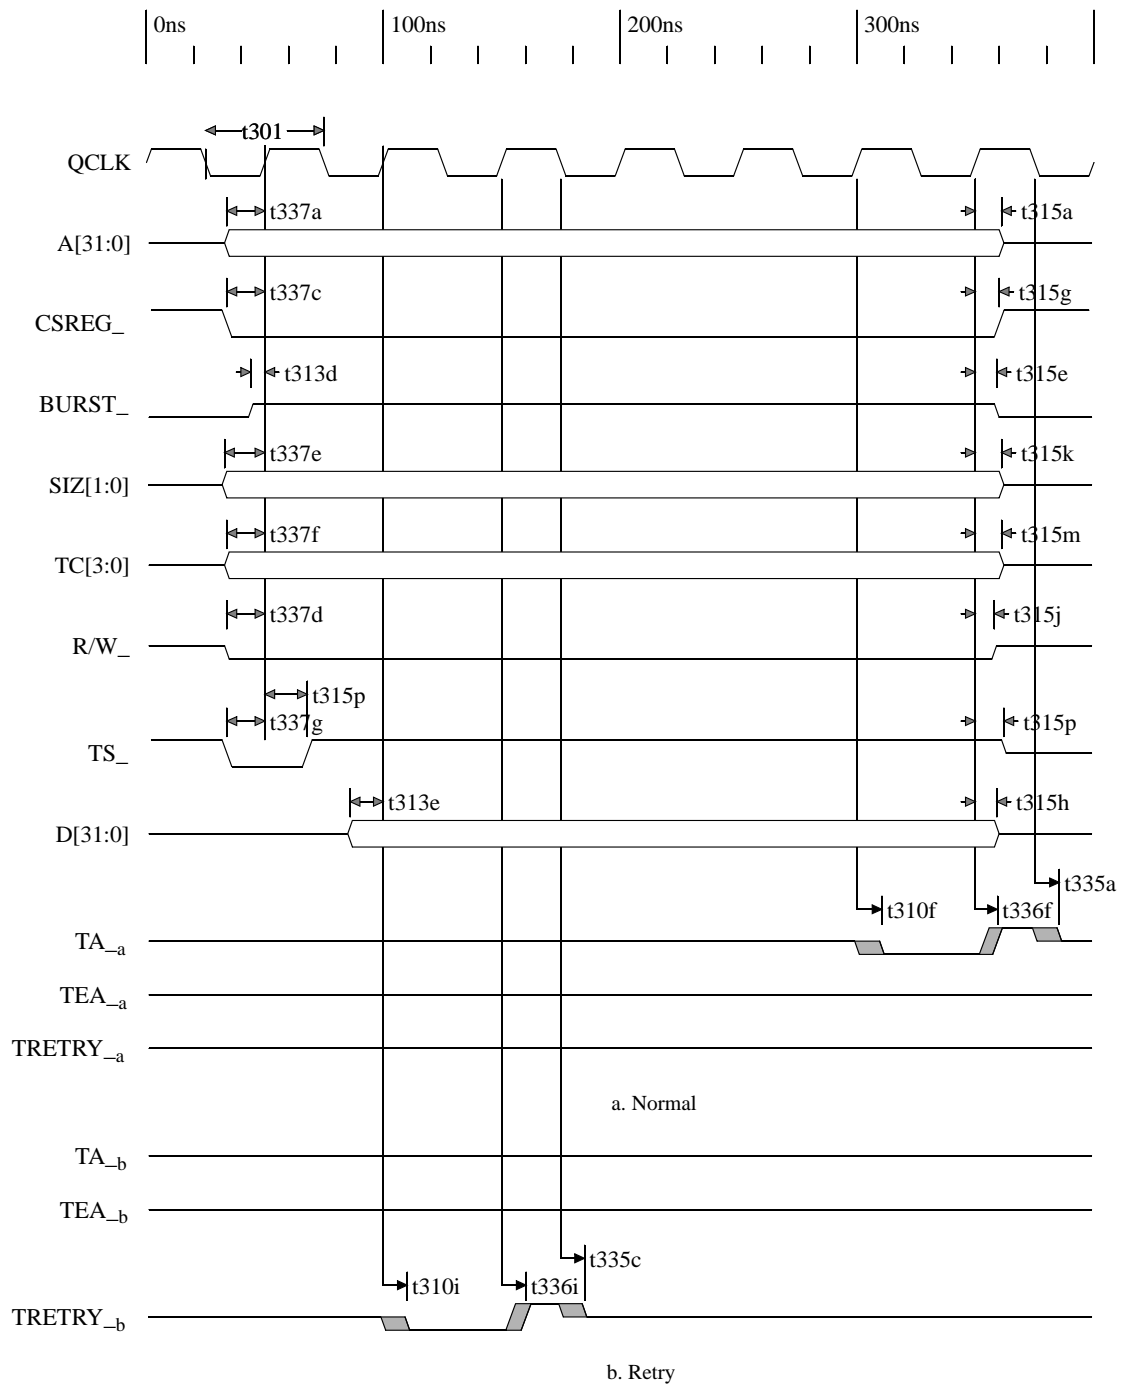 0ns 100ns 200ns 300ns
t301
QCLK
t337a t315a
A[31:0]
t337c t315g
CSREG_
t313d t315e
BURST_
t337e t315k
SIZ[1:0]
t337f t315m
TC[3:0]
t337d t315j
R/W_
t315p
t337g t315p
TS_
t313e t315h
D[31:0]
t335a
t310f t336f
TA_a
TEA_a
TRETRY_a
a. Normal
TA_b
TEA_b
t335c
t310i t336i
TRETRY_b
b. Retry